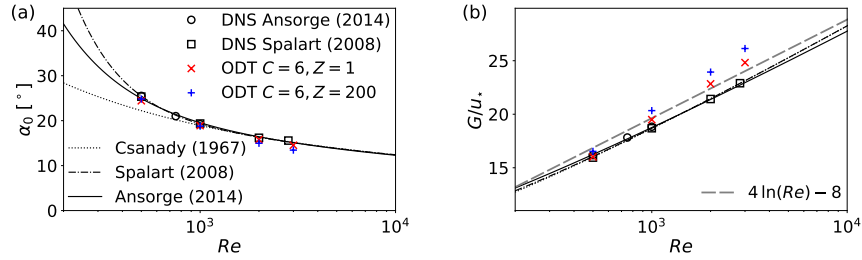 (a)
40
30
20
10
0
α₀ [°]
DNS Ansorge (2014)
DNS Spalart (2008)
ODT C = 6, Z = 1
ODT C = 6, Z = 200
Csanady (1967)
Spalart (2008)
Ansorge (2014)
10³
10⁴
Re
(b)
25
20
15
G/u⋆
4 ln(Re) − 8
10³
10⁴
Re